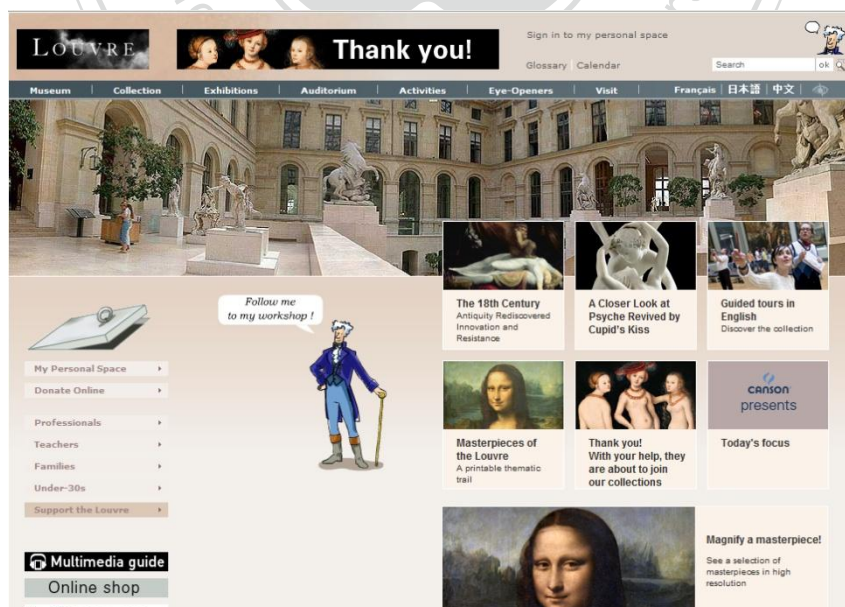 LOUVRE
Thank you!
Sign in to my personal space
Glossary | Calendar
Search
ok
Museum | Collection | Exhibitions | Auditorium | Activities | Eye-Openers | Visit | Français | 日本語 | 中文 |
Follow me
to my workshop !
My Personal Space
Donate Online
Professionals
Teachers
Families
Under-30s
Support the Louvre
Multimedia guide
Online shop
The 18th Century
Antiquity Rediscovered
Innovation and
Resistance
A Closer Look at
Psyche Revived by
Cupid's Kiss
Guided tours in
English
Discover the collection
Masterpieces of
the Louvre
A printable thematic
trail
Thank you!
With your help, they
are about to join
our collections
CANSON
presents
Today's focus
Magnify a masterpiece!
See a selection of
masterpieces in high
resolution